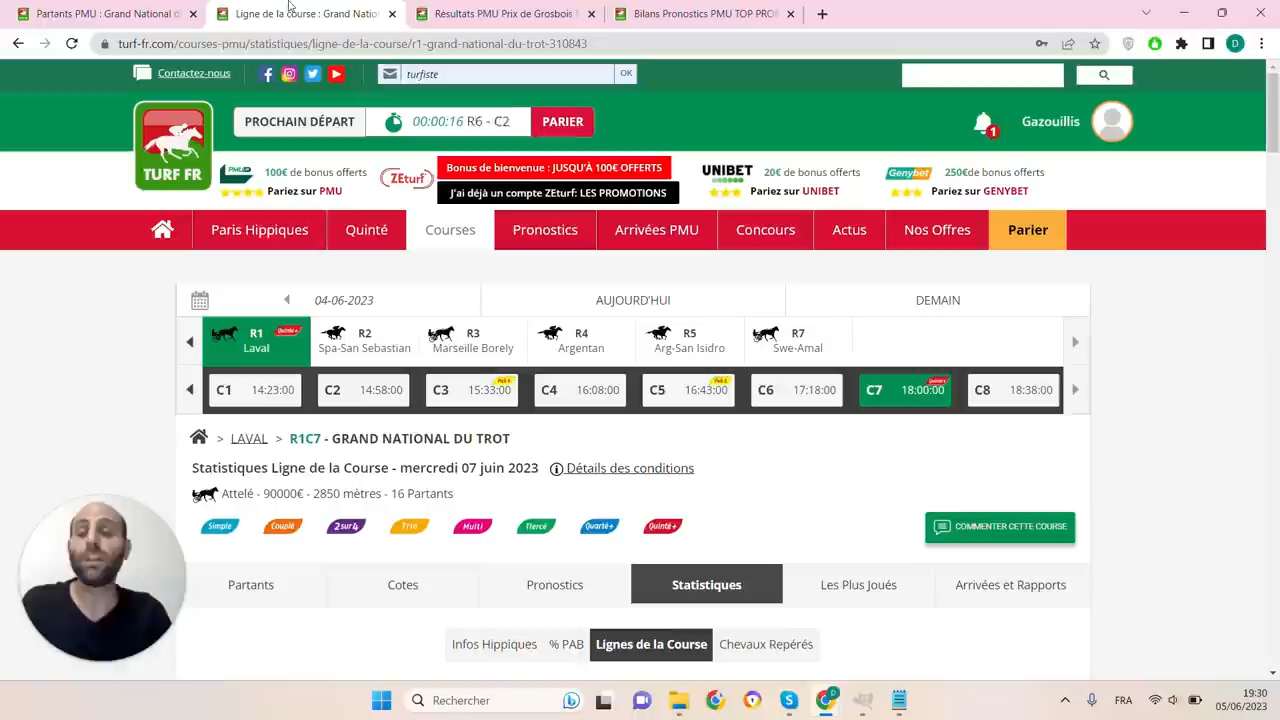 Partants PMU : Grand National d
Ligne de la course : Grand Natio
Résultats PMU Prix de Grosbois
Bilans Pronostics PMU TOP PRO
turf-fr.com/courses-pmu/statistiques/ligne-de-la-course/r1-grand-national-du-trot-310843
D
Contactez-nous
turfiste
OK
TURF FR
PROCHAIN DÉPART
00:00:16 R6 - C2
PARIER
1
Gazouillis
PMU
100€ de bonus offerts
Pariez sur PMU
ZEturf
Bonus de bienvenue : JUSQU'À 100€ OFFERTS
J'ai déjà un compte ZEturf: LES PROMOTIONS
UNIBET
20€ de bonus offerts
Pariez sur UNIBET
Genybet
250€de bonus offerts
Pariez sur GENYBET
Paris Hippiques
Quinté
Courses
Pronostics
Arrivées PMU
Concours
Actus
Nos Offres
Parier
04-06-2023
AUJOURD'HUI
DEMAIN
R1
Quinté+
Laval
R2
Spa-San Sebastian
R3
Marseille Borely
R4
Argentan
R5
Arg-San Isidro
R7
Swe-Amal
C1 14:23:00
C2 14:58:00
C3 15:33:00
Pick 5
C4 16:08:00
C5 16:43:00
Pick 5
C6 17:18:00
C7 18:00:00
Quinté+
C8 18:38:00
> LAVAL > R1C7 - GRAND NATIONAL DU TROT
Statistiques Ligne de la Course - mercredi 07 juin 2023
Détails des conditions
Attelé - 90000€ - 2850 mètres - 16 Partants
Simple
Couplé
2sur4
Trio
Multi
Tiercé
Quarté+
Quinté+
COMMENTER CETTE COURSE
Partants
Cotes
Pronostics
Statistiques
Les Plus Joués
Arrivées et Rapports
Infos Hippiques
% PAB
Lignes de la Course
Chevaux Repérés
Rechercher
D
FRA
19:30
05/06/2023